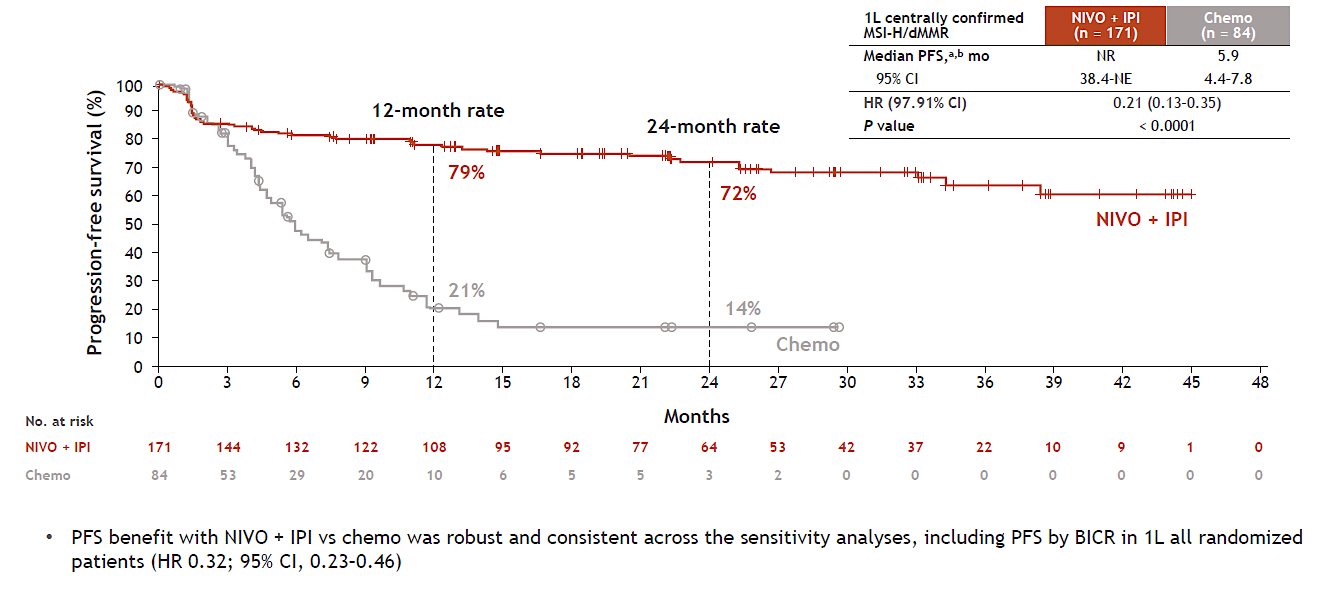 1L centrally confirmed MSI-H/dMMR NIVO + IPI (n = 171) Chemo (n = 84)
Median PFS,a,b mo NR 5.9
95% CI 38.4-NE 4.4-7.8
HR (97.91% CI) 0.21 (0.13-0.35)
P value < 0.0001
Progression-free survival (%)
100
90
80
70
60
50
40
30
20
10
0
12-month rate
24-month rate
79%
72%
NIVO + IPI
21%
14%
Chemo
0 3 6 9 12 15 18 21 24 27 30 33 36 39 42 45 48
Months
No. at risk
NIVO + IPI 171 144 132 122 108 95 92 77 64 53 42 37 22 10 9 1 0
Chemo 84 53 29 20 10 6 5 5 3 2 0 0 0 0 0 0 0
• PFS benefit with NIVO + IPI vs chemo was robust and consistent across the sensitivity analyses, including PFS by BICR in 1L all randomized
patients (HR 0.32; 95% CI, 0.23-0.46)